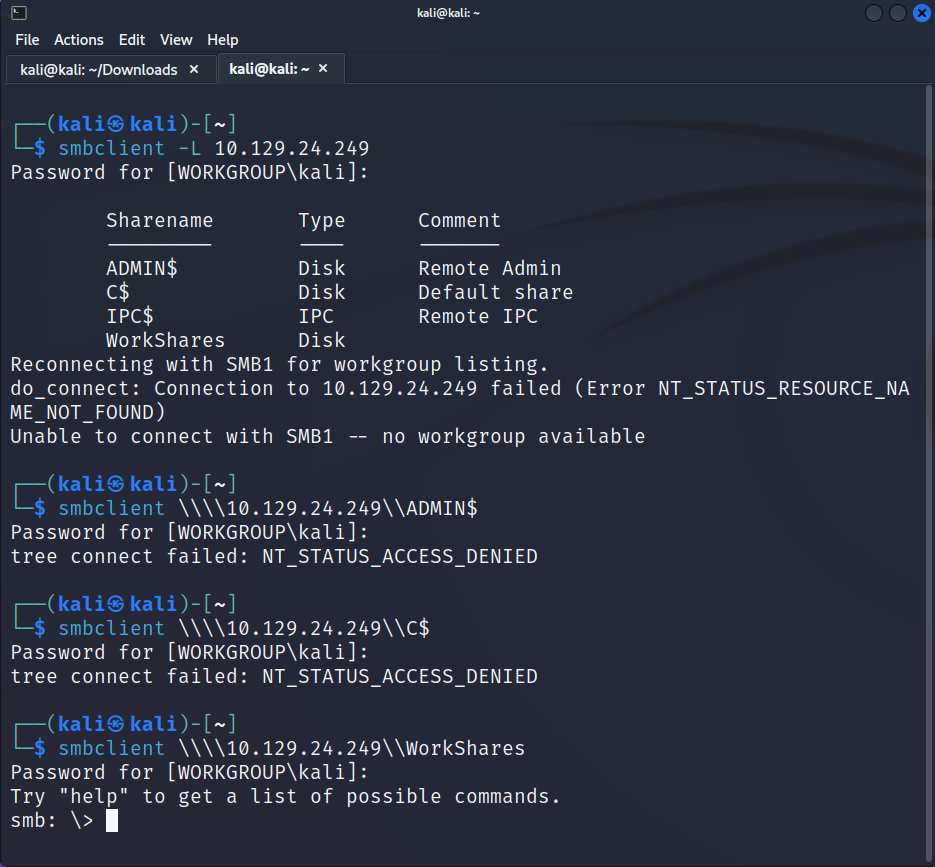 kali@kali: ~
File Actions Edit View Help
kali@kali: ~/Downloads × kali@kali: ~ ×
┌──(kali㉿kali)-[~]
└─$ smbclient -L 10.129.24.249
Password for [WORKGROUP\kali]:
Sharename Type Comment
--------- ---- -------
ADMIN$ Disk Remote Admin
C$ Disk Default share
IPC$ IPC Remote IPC
WorkShares Disk
Reconnecting with SMB1 for workgroup listing.
do_connect: Connection to 10.129.24.249 failed (Error NT_STATUS_RESOURCE_NA
ME_NOT_FOUND)
Unable to connect with SMB1 -- no workgroup available
┌──(kali㉿kali)-[~]
└─$ smbclient \\\\10.129.24.249\\ADMIN$
Password for [WORKGROUP\kali]:
tree connect failed: NT_STATUS_ACCESS_DENIED
┌──(kali㉿kali)-[~]
└─$ smbclient \\\\10.129.24.249\\C$
Password for [WORKGROUP\kali]:
tree connect failed: NT_STATUS_ACCESS_DENIED
┌──(kali㉿kali)-[~]
└─$ smbclient \\\\10.129.24.249\\WorkShares
Password for [WORKGROUP\kali]:
Try "help" to get a list of possible commands.
smb: \>